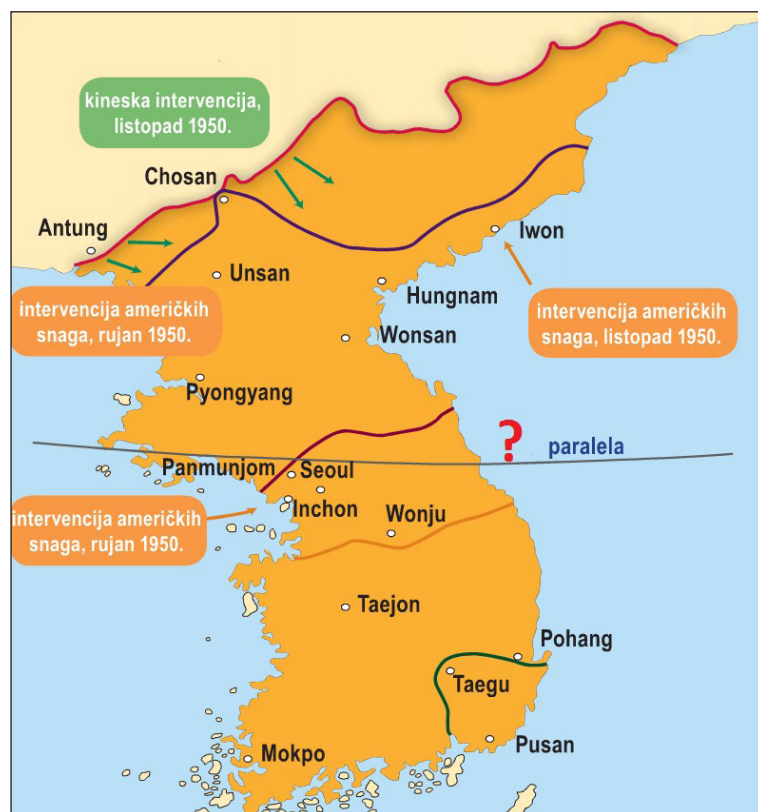 kineska intervencija,
listopad 1950.
Chosan
Antung
Iwon
Unsan
Hungnam
intervencija američkih
snaga, rujan 1950.
intervencija američkih
snaga, listopad 1950.
Wonsan
Pyongyang
?
paralela
Panmunjom
Seoul
Inchon
intervencija američkih
snaga, rujan 1950.
Wonju
Taejon
Pohang
Taegu
Pusan
Mokpo